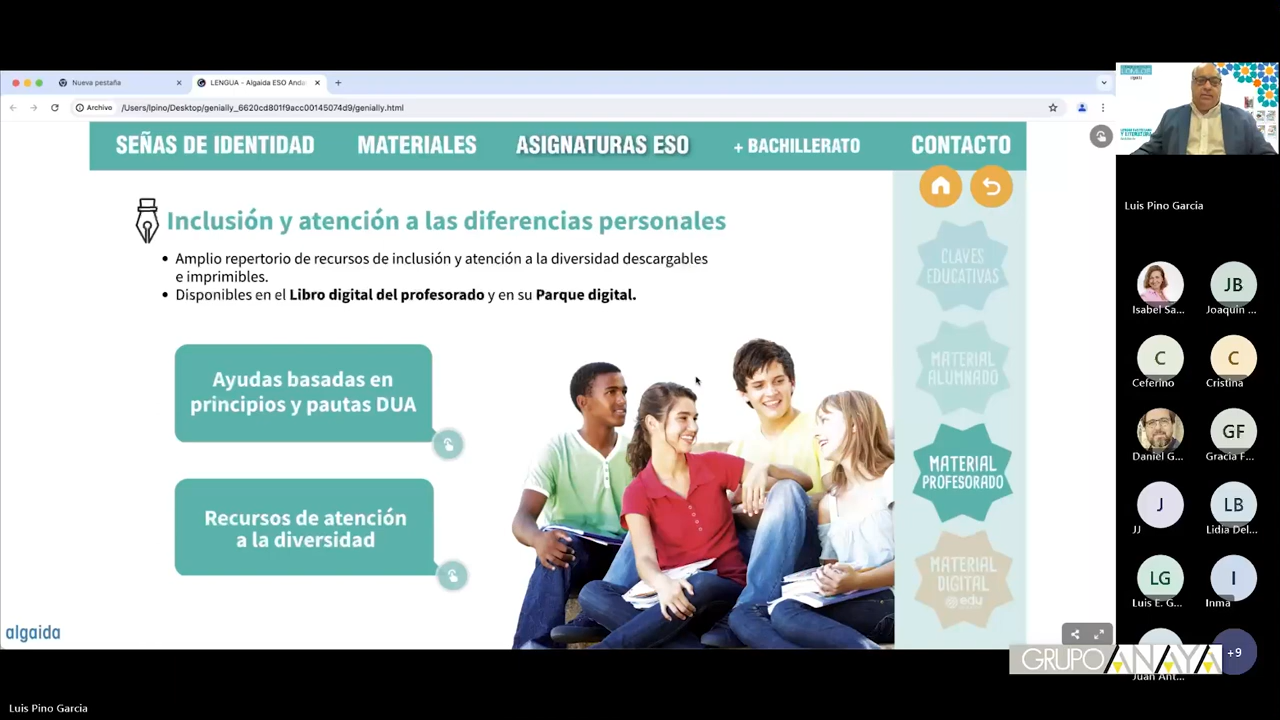 Nueva pestaña
LENGUA - Algaida ESO Anda
Archivo
/Users/lpino/Desktop/genially_6620cd801f9acc00145074d9/genially.html
SEÑAS DE IDENTIDAD
MATERIALES
ASIGNATURAS ESO
+ BACHILLERATO
CONTACTO
Inclusión y atención a las diferencias personales
• Amplio repertorio de recursos de inclusión y atención a la diversidad descargables
e imprimibles.
• Disponibles en el Libro digital del profesorado y en su Parque digital.
Ayudas basadas en
principios y pautas DUA
Recursos de atención
a la diversidad
CLAVES
EDUCATIVAS
MATERIAL
ALUMNADO
MATERIAL
PROFESORADO
MATERIAL
DIGITAL
edu
algaida
Luis Pino Garcia
Isabel Sa...
JB
Joaquin ...
C
Ceferino
C
Cristina
Daniel G...
GF
Gracia F...
J
JJ
LB
Lidia Del...
LG
Luis E. G...
I
Inma
Juan Ant...
+9
GRUPO ANAYA
Luis Pino Garcia